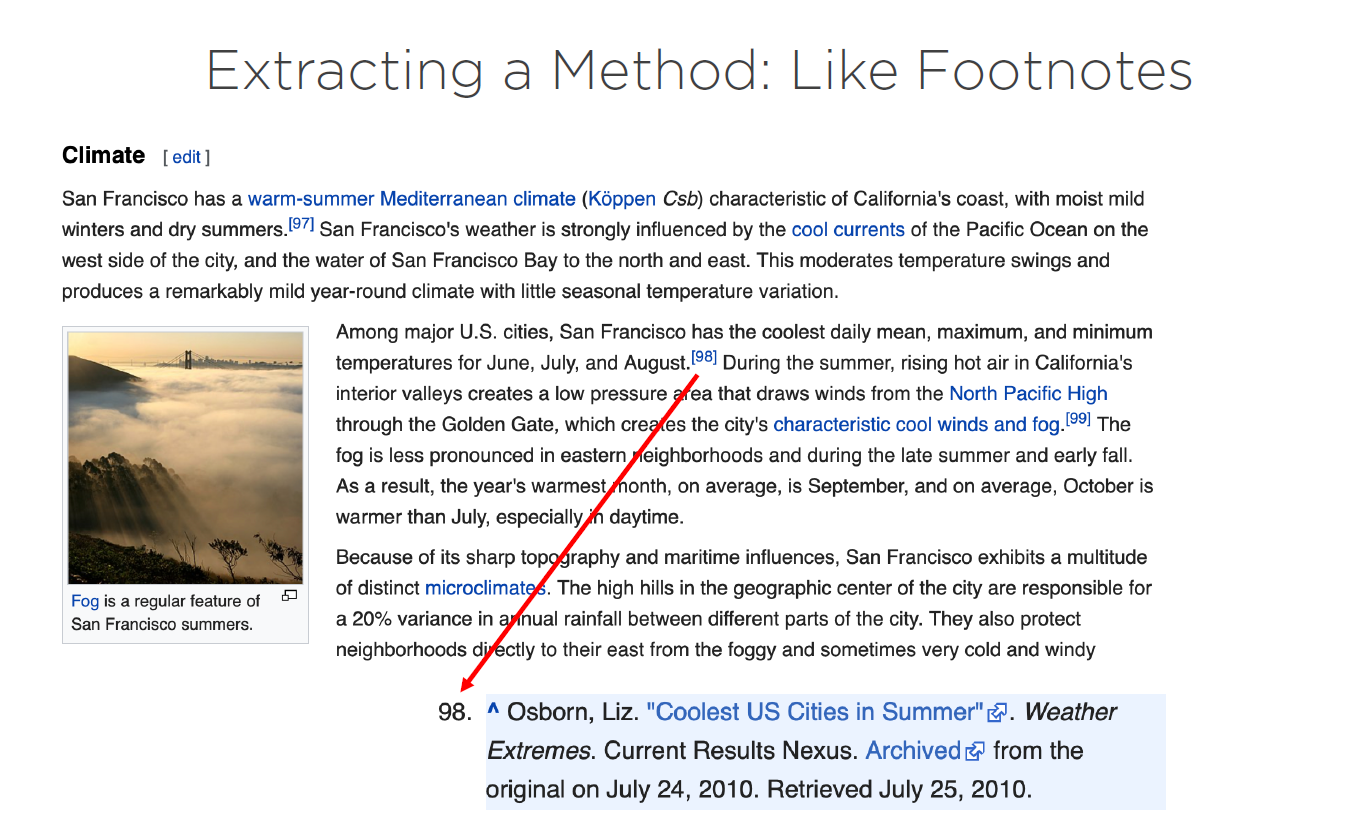 Extracting a Method: Like Footnotes
Climate [ edit ]
San Francisco has a warm-summer Mediterranean climate (Köppen Csb) characteristic of California's coast, with moist mild
winters and dry summers.[97] San Francisco's weather is strongly influenced by the cool currents of the Pacific Ocean on the
west side of the city, and the water of San Francisco Bay to the north and east. This moderates temperature swings and
produces a remarkably mild year-round climate with little seasonal temperature variation.
Among major U.S. cities, San Francisco has the coolest daily mean, maximum, and minimum
temperatures for June, July, and August.[98] During the summer, rising hot air in California's
interior valleys creates a low pressure area that draws winds from the North Pacific High
through the Golden Gate, which creates the city's characteristic cool winds and fog.[99] The
fog is less pronounced in eastern neighborhoods and during the late summer and early fall.
As a result, the year's warmest month, on average, is September, and on average, October is
warmer than July, especially in daytime.
Because of its sharp topography and maritime influences, San Francisco exhibits a multitude
of distinct microclimates. The high hills in the geographic center of the city are responsible for
a 20% variance in annual rainfall between different parts of the city. They also protect
neighborhoods directly to their east from the foggy and sometimes very cold and windy
Fog is a regular feature of
San Francisco summers.
98. ^ Osborn, Liz. "Coolest US Cities in Summer". Weather
Extremes. Current Results Nexus. Archived from the
original on July 24, 2010. Retrieved July 25, 2010.